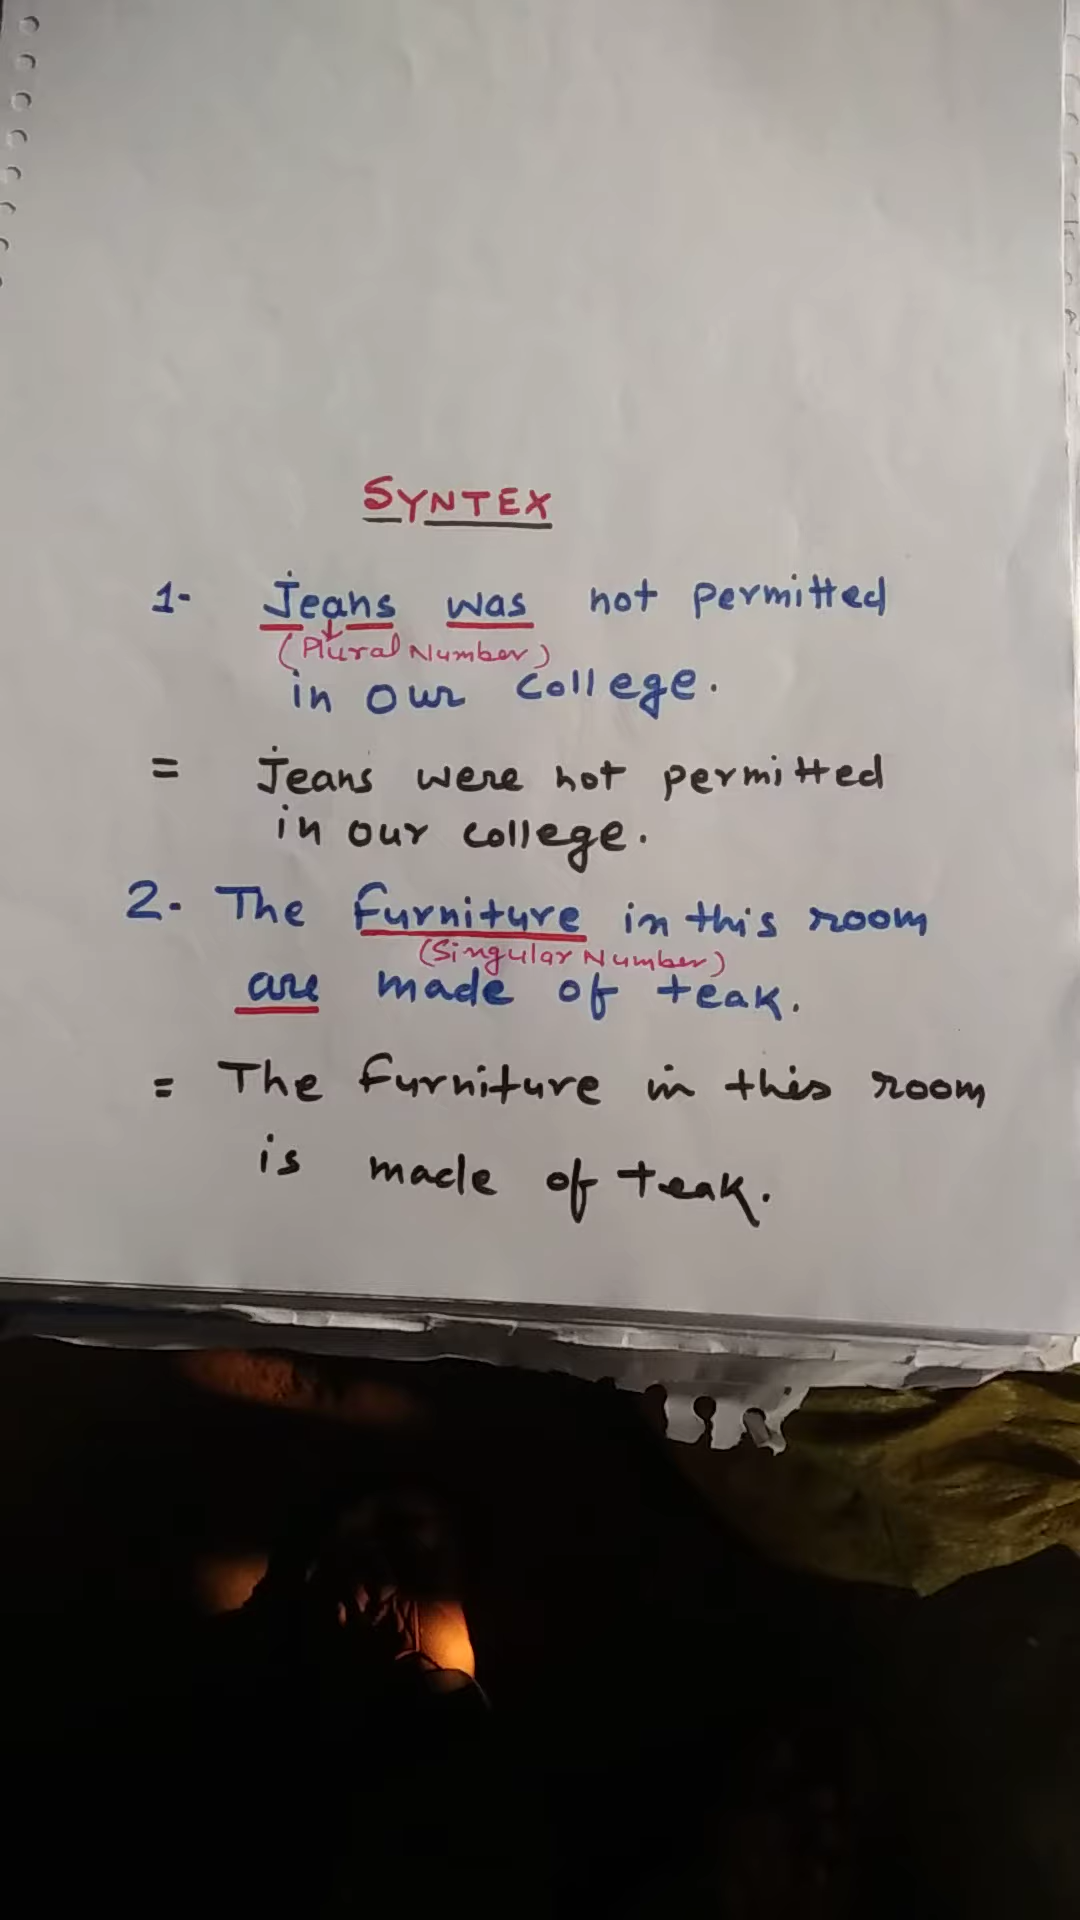 SYNTEX
1- Jeans was not permitted
(Plural Number)
in our college.
= Jeans were not permitted
in our college.
2. The furniture in this room
(Singular Number)
are made of teak.
= The furniture in this room
is made of teak.